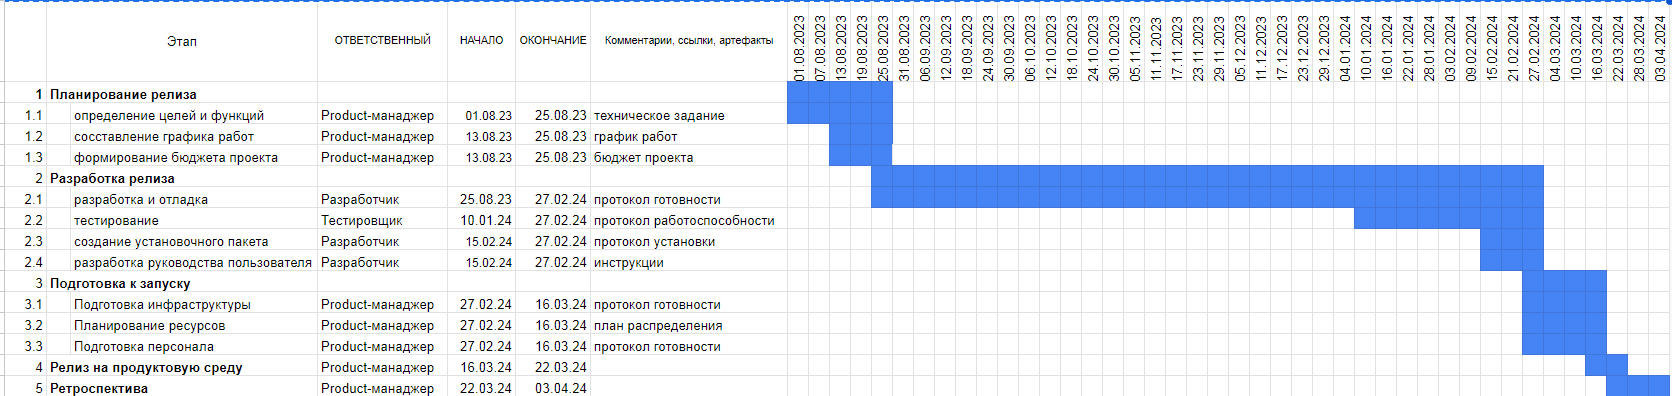 Этап ОТВЕТСТВЕННЫЙ НАЧАЛО ОКОНЧАНИЕ Комментарии, ссылки, артефакты 01.08.2023 07.08.2023 13.08.2023 19.08.2023 25.08.2023 31.08.2023 06.09.2023 12.09.2023 18.09.2023 24.09.2023 30.09.2023 06.10.2023 12.10.2023 18.10.2023 24.10.2023 30.10.2023 05.11.2023 11.11.2023 17.11.2023 23.11.2023 29.11.2023 05.12.2023 11.12.2023 17.12.2023 23.12.2023 29.12.2023 04.01.2024 10.01.2024 16.01.2024 22.01.2024 28.01.2024 03.02.2024 09.02.2024 15.02.2024 21.02.2024 27.02.2024 04.03.2024 10.03.2024 16.03.2024 22.03.2024 28.03.2024 03.04.2024
1 Планирование релиза
1.1 определение целей и функций Product-манаджер 01.08.23 25.08.23 техническое задание
1.2 сосставление графика работ Product-манаджер 13.08.23 25.08.23 график работ
1.3 формирование бюджета проекта Product-манаджер 13.08.23 25.08.23 бюджет проекта
2 Разработка релиза
2.1 разработка и отладка Разработчик 25.08.23 27.02.24 протокол готовности
2.2 тестирование Тестировщик 10.01.24 27.02.24 протокол работоспособности
2.3 создание установочного пакета Разработчик 15.02.24 27.02.24 протокол установки
2.4 разработка руководства пользователя Разработчик 15.02.24 27.02.24 инструкции
3 Подготовка к запуску
3.1 Подготовка инфраструктуры Product-манаджер 27.02.24 16.03.24 протокол готовности
3.2 Планирование ресурсов Product-манаджер 27.02.24 16.03.24 план распределения
3.3 Подготовка персонала Product-манаджер 27.02.24 16.03.24 протокол готовности
4 Релиз на продуктовую среду Product-манаджер 16.03.24 22.03.24
5 Ретроспектива Product-манаджер 22.03.24 03.04.24